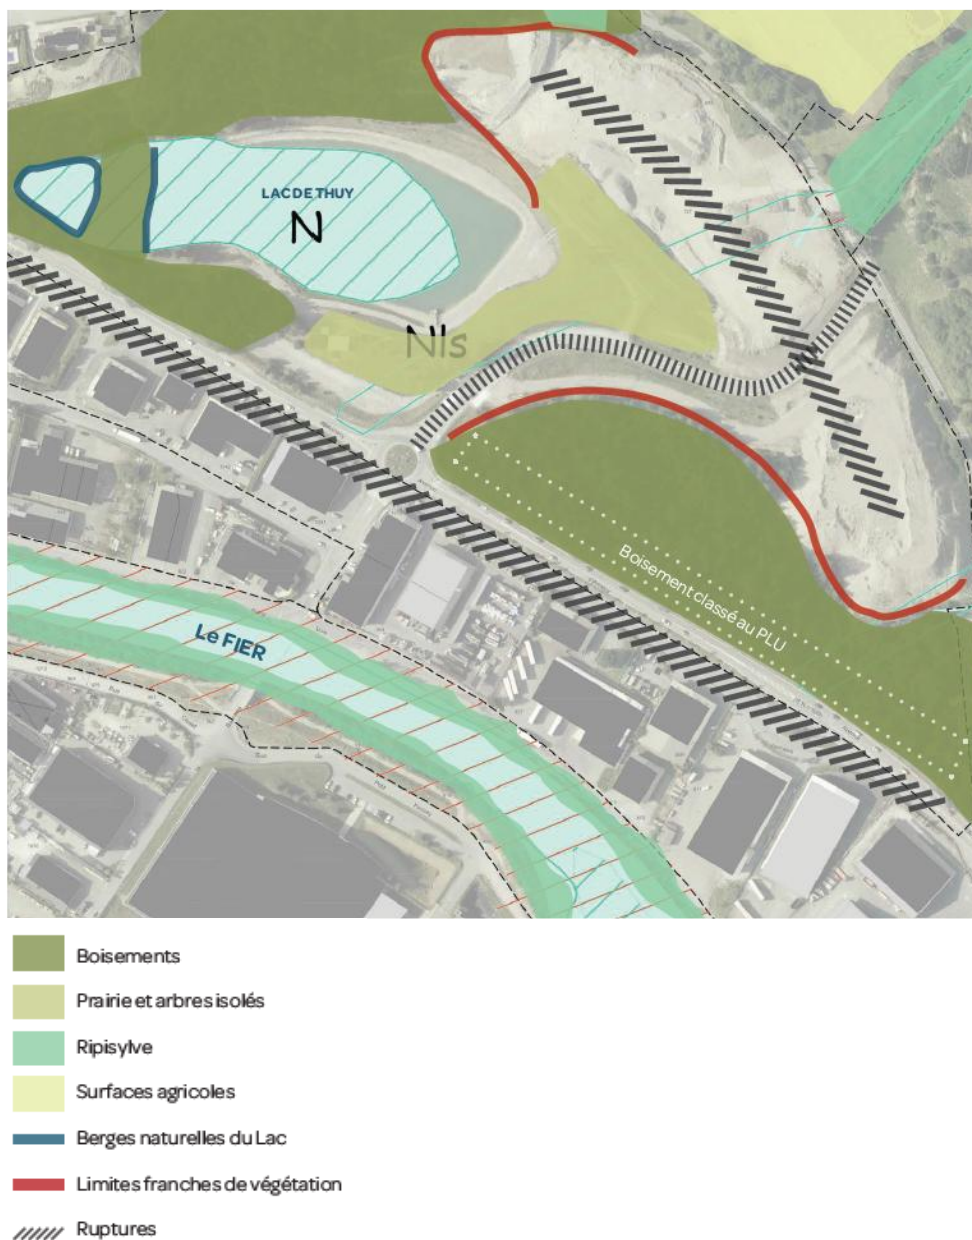 LAC DE THUY
N
Nls
Boisement classé au PLU
Le FIER
Boisements
Prairie et arbres isolés
Ripisylve
Surfaces agricoles
Berges naturelles du Lac
Limites franches de végétation
Ruptures